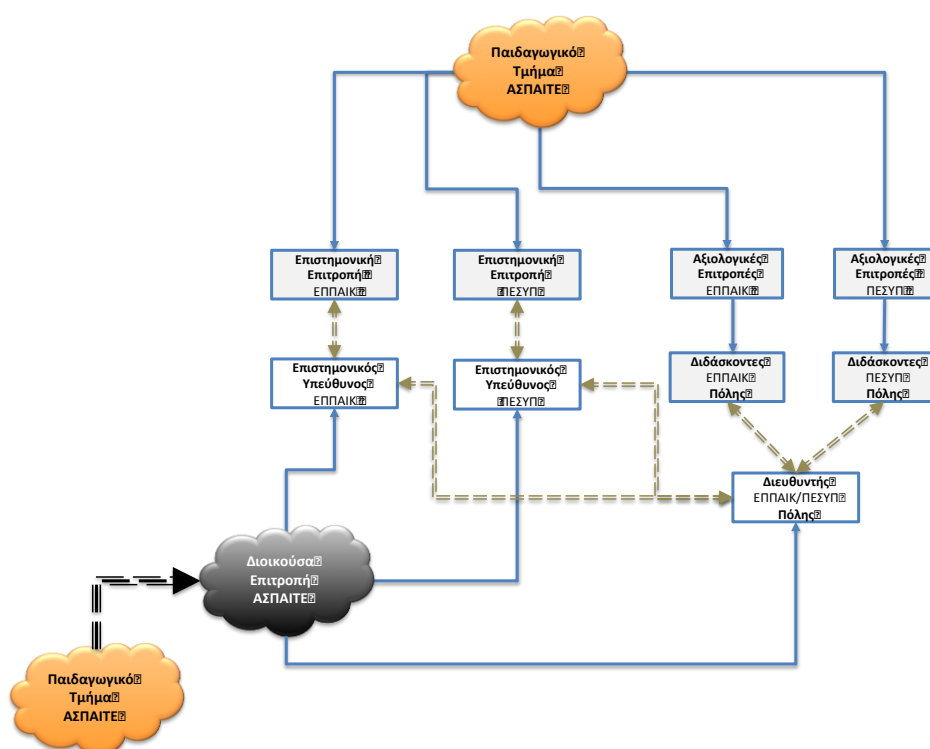 Παιδαγωγικό
Τμήμα
ΑΣΠΑΙΤΕ
Επιστημονική
Επιτροπή
ΕΠΠΑΙΚ
Επιστημονική
Επιτροπή
ΠΕΣΥΠ
Αξιολογικές
Επιτροπές
ΕΠΠΑΙΚ
Αξιολογικές
Επιτροπές
ΠΕΣΥΠ
Επιστημονικός
Υπεύθυνος
ΕΠΠΑΙΚ
Επιστημονικός
Υπεύθυνος
ΠΕΣΥΠ
Διδάσκοντες
ΕΠΠΑΙΚ
Πόλης
Διδάσκοντες
ΠΕΣΥΠ
Πόλης
Διευθυντής
ΕΠΠΑΙΚ/ΠΕΣΥΠ
Πόλης
Διοικούσα
Επιτροπή
ΑΣΠΑΙΤΕ
Παιδαγωγικό
Τμήμα
ΑΣΠΑΙΤΕ